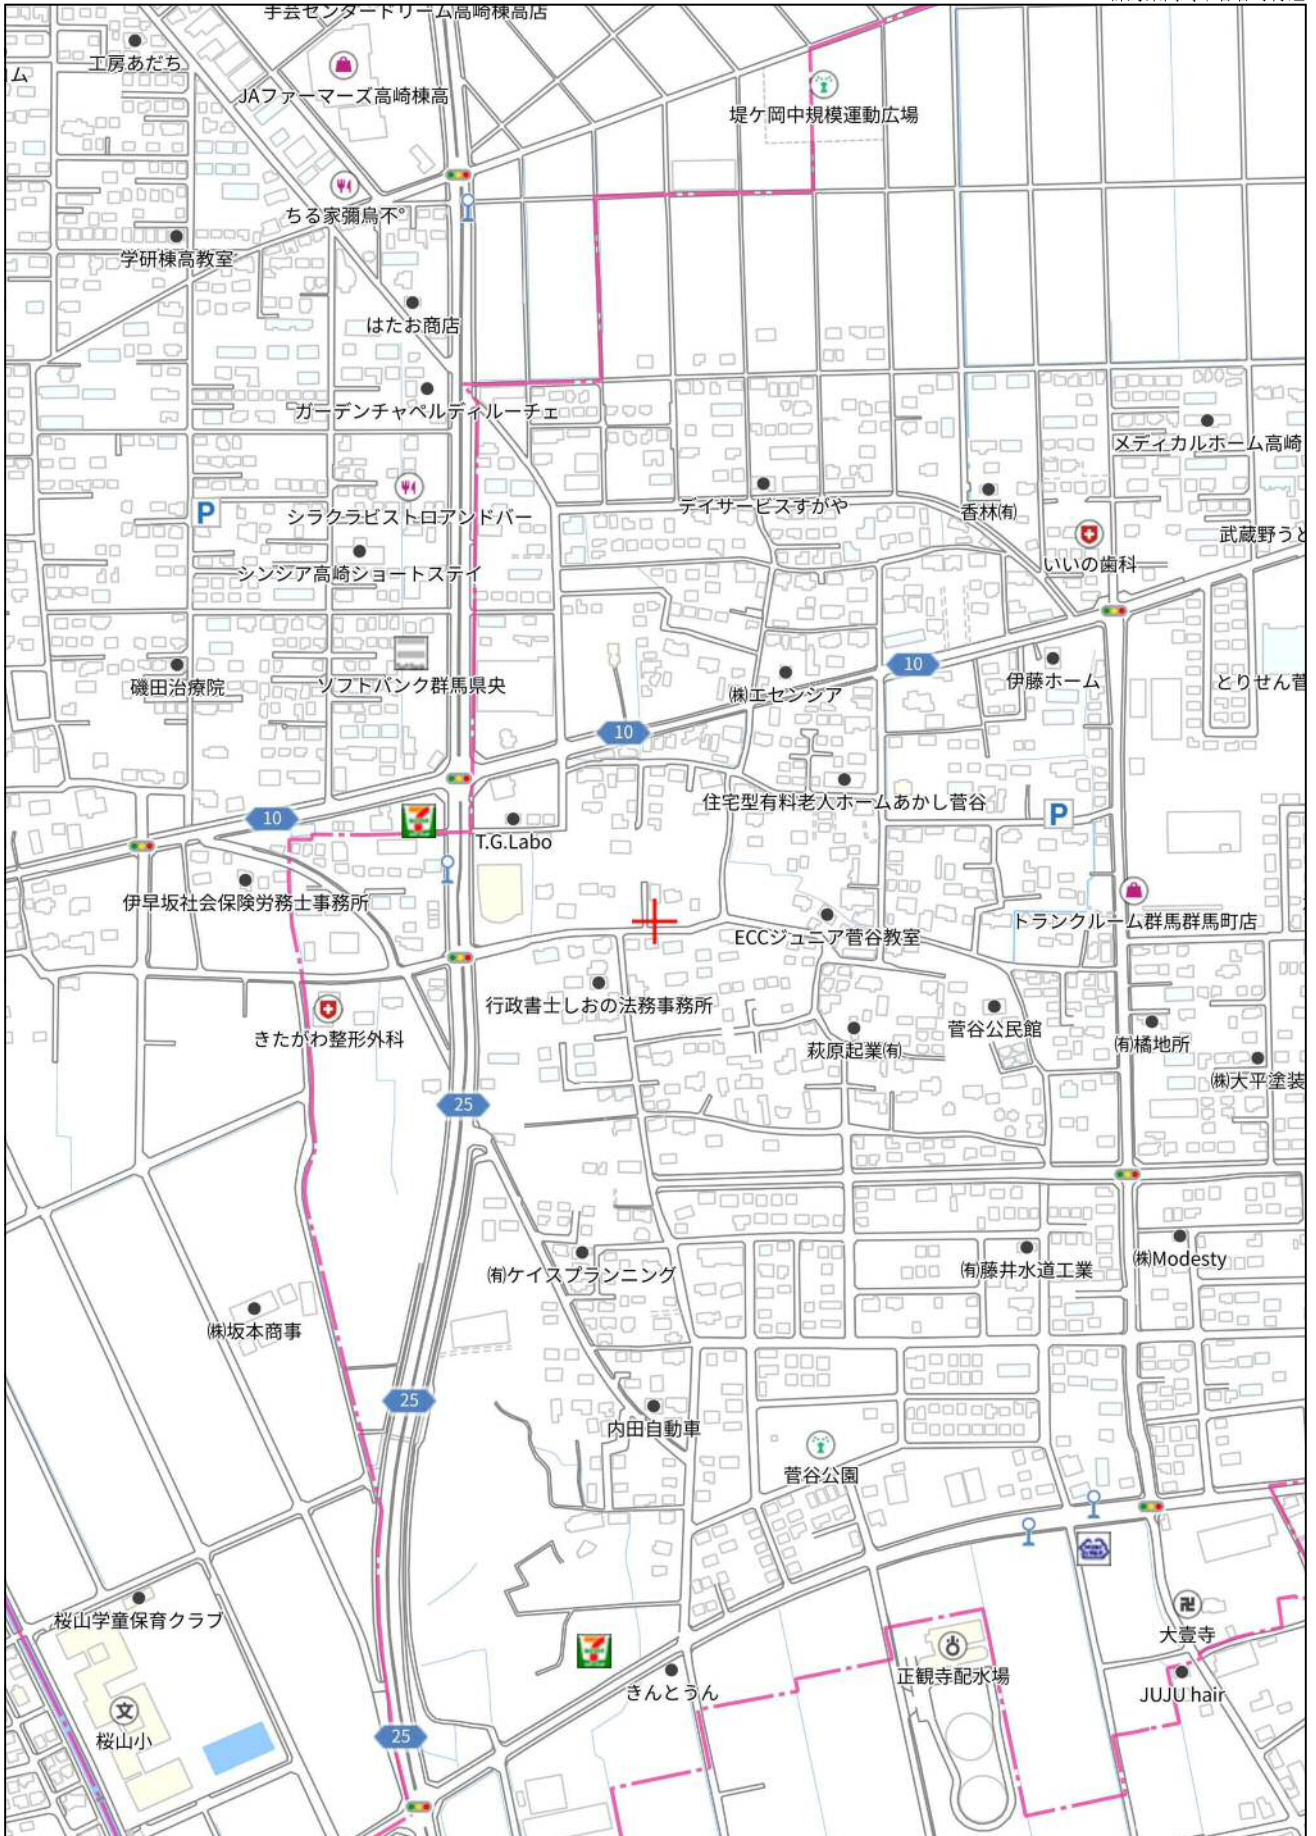 手芸センタードリーム高崎棟高店
工房あだち
ム
JAファーマーズ高崎棟高
堤ケ岡中規模運動広場
ちる家彌烏不°
学研棟高教室
はたお商店
ガーデンチャペルディルーチェ
メディカルホーム高崎
デイサービスすがや
香林㈲
P
シラクラビストロアンドバー
武蔵野うど
いいの歯科
シンシア高崎ショートステイ
10
伊藤ホーム
磯田治療院
ソフトバンク群馬県央
㈱エセンシア
とりせん菅
10
住宅型有料老人ホームあかし菅谷
10
P
T.G.Labo
伊早坂社会保険労務士事務所
トランクルーム群馬群馬町店
ECCジュニア菅谷教室
行政書士しおの法務事務所
菅谷公民館
きたがわ整形外科
萩原起業㈲
㈲橘地所
㈱大平塗装
25
㈱Modesty
㈲ケイスプランニング
㈲藤井水道工業
㈱坂本商事
25
内田自動車
菅谷公園
桜山学童保育クラブ
卍
大壹寺
正観寺配水場
きんとうん
JUJU hair
文
桜山小
25